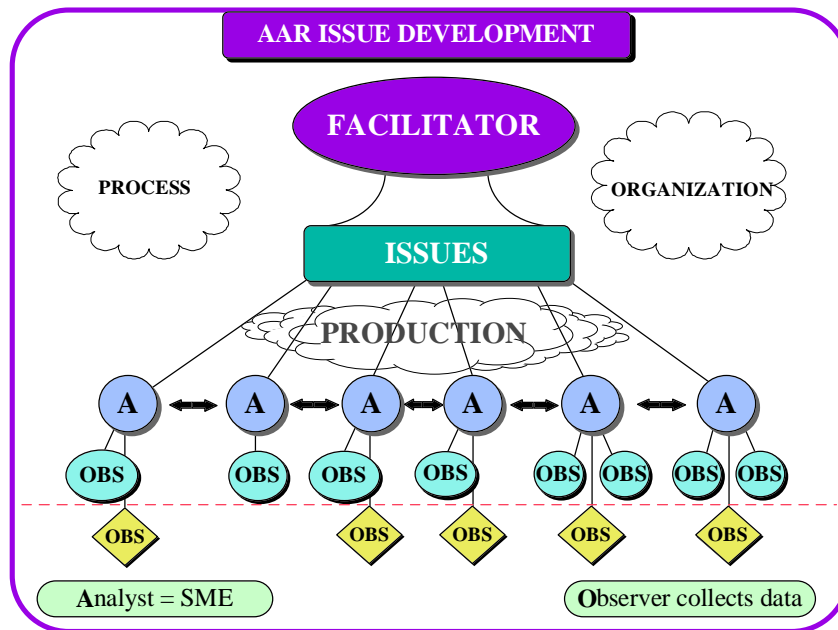 AAR ISSUE DEVELOPMENT
FACILITATOR
PROCESS
ORGANIZATION
ISSUES
PRODUCTION
A A A A A A
OBS OBS OBS OBS OBS OBS OBS OBS
OBS OBS OBS OBS OBS
Analyst = SME
Observer collects data